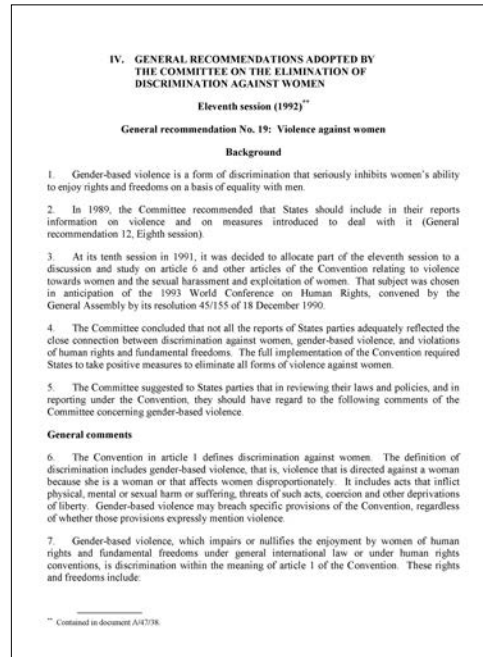 IV. GENERAL RECOMMENDATIONS ADOPTED BY
THE COMMITTEE ON THE ELIMINATION OF
DISCRIMINATION AGAINST WOMEN
Eleventh session (1992)**
General recommendation No. 19: Violence against women
Background
1. Gender-based violence is a form of discrimination that seriously inhibits women's ability
to enjoy rights and freedoms on a basis of equality with men.
2. In 1989, the Committee recommended that States should include in their reports
information on violence and on measures introduced to deal with it (General
recommendation 12, Eighth session).
3. At its tenth session in 1991, it was decided to allocate part of the eleventh session to a
discussion and study on article 6 and other articles of the Convention relating to violence
towards women and the sexual harassment and exploitation of women. That subject was chosen
in anticipation of the 1993 World Conference on Human Rights, convened by the
General Assembly by its resolution 45/155 of 18 December 1990.
4. The Committee concluded that not all the reports of States parties adequately reflected the
close connection between discrimination against women, gender-based violence, and violations
of human rights and fundamental freedoms. The full implementation of the Convention required
States to take positive measures to eliminate all forms of violence against women.
5. The Committee suggested to States parties that in reviewing their laws and policies, and in
reporting under the Convention, they should have regard to the following comments of the
Committee concerning gender-based violence.
General comments
6. The Convention in article 1 defines discrimination against women. The definition of
discrimination includes gender-based violence, that is, violence that is directed against a woman
because she is a woman or that affects women disproportionately. It includes acts that inflict
physical, mental or sexual harm or suffering, threats of such acts, coercion and other deprivations
of liberty. Gender-based violence may breach specific provisions of the Convention, regardless
of whether those provisions expressly mention violence.
7. Gender-based violence, which impairs or nullifies the enjoyment by women of human
rights and fundamental freedoms under general international law or under human rights
conventions, is discrimination within the meaning of article 1 of the Convention. These rights
and freedoms include:
** Contained in document A/47/38.